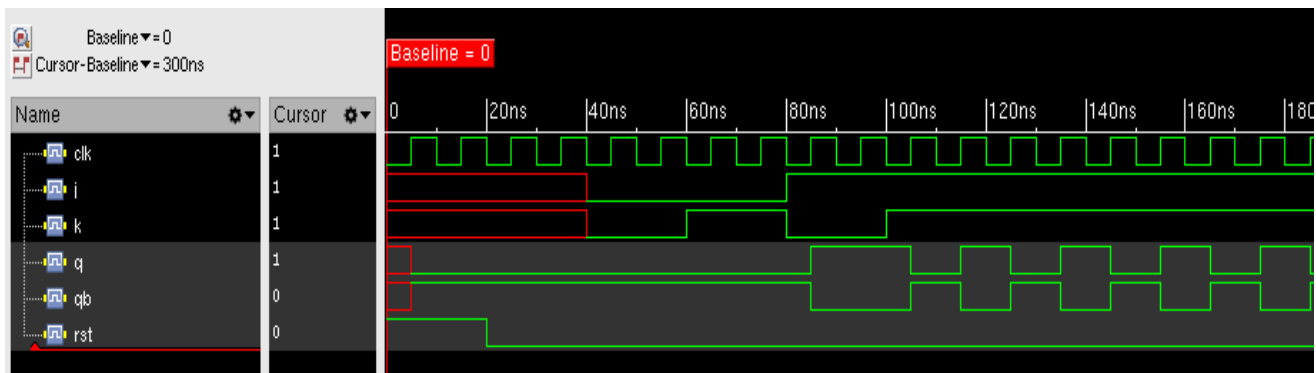 Baseline▼= 0
Cursor-Baseline▼= 300ns
Baseline = 0
Name Cursor 0 20ns 40ns 60ns 80ns 100ns 120ns 140ns 160ns 180
clk 1
j 1
k 1
q 1
qb 0
rst 0